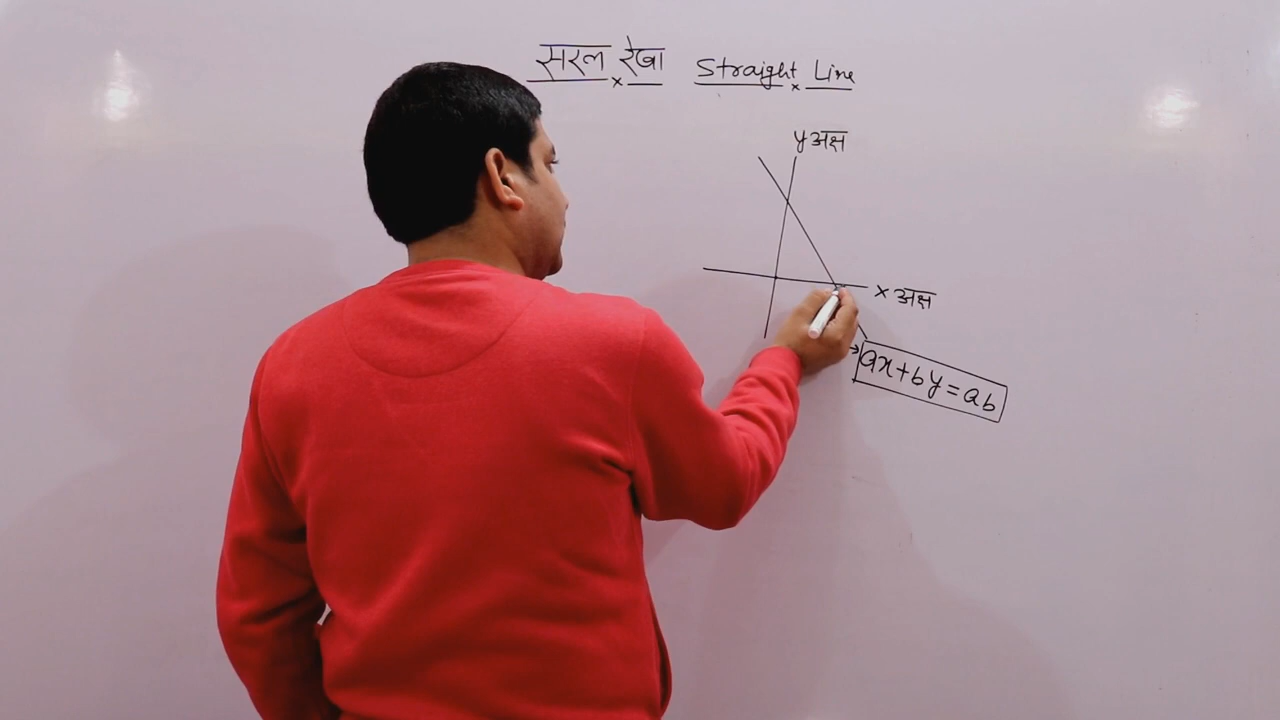 सरल रेखा Straight Line
y अक्ष
x अक्ष
ax+by=ab